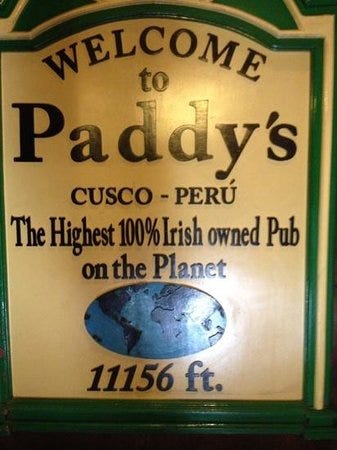 WELCOME
to
Paddy's
CUSCO - PERÚ
The Highest 100% Irish owned Pub
on the Planet
11156 ft.